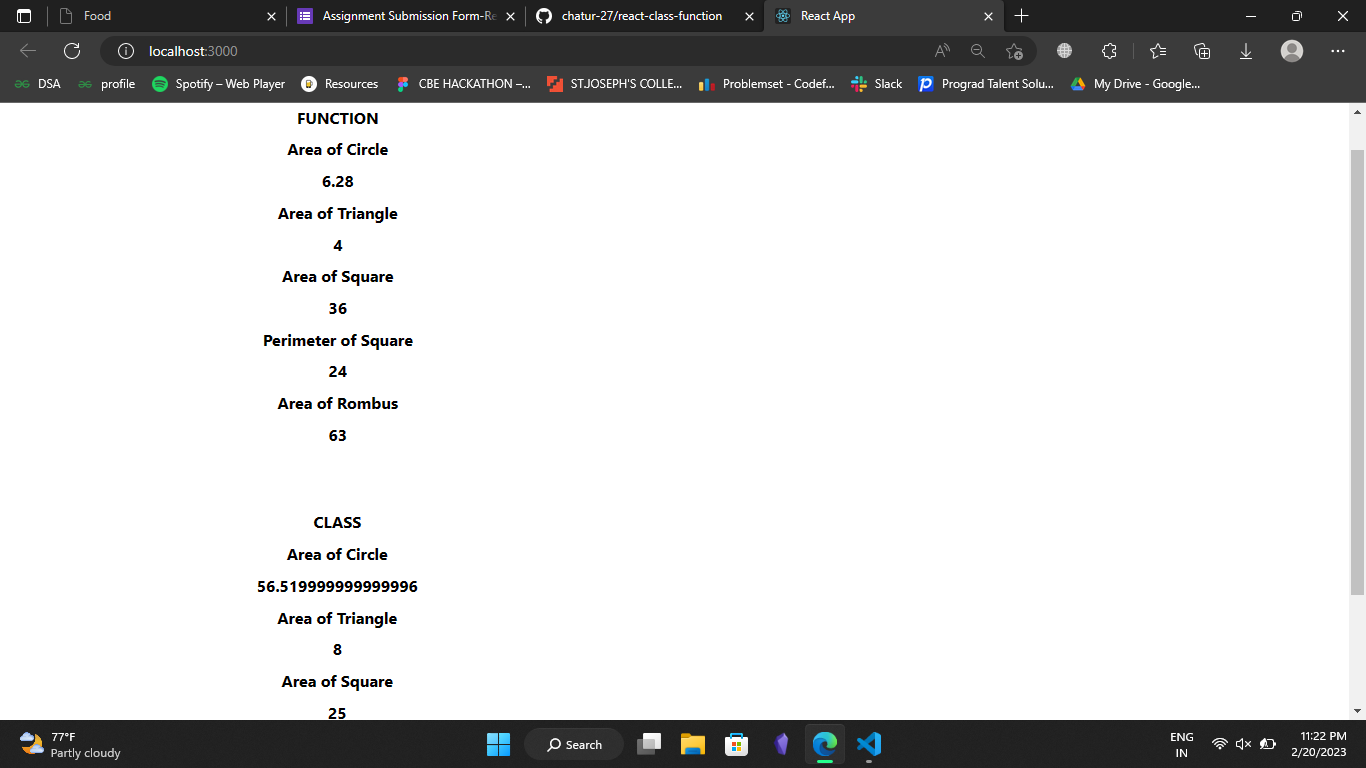 Food
Assignment Submission Form-Re
chatur-27/react-class-function
React App
localhost:3000
DSA
profile
Spotify – Web Player
Resources
CBE HACKATHON –...
ST.JOSEPH'S COLLE...
Problemset - Codef...
Slack
Prograd Talent Solu...
My Drive - Google...
FUNCTION
Area of Circle
6.28
Area of Triangle
4
Area of Square
36
Perimeter of Square
24
Area of Rombus
63
CLASS
Area of Circle
56.519999999999996
Area of Triangle
8
Area of Square
25
77°F
Partly cloudy
Search
ENG
IN
11:22 PM
2/20/2023